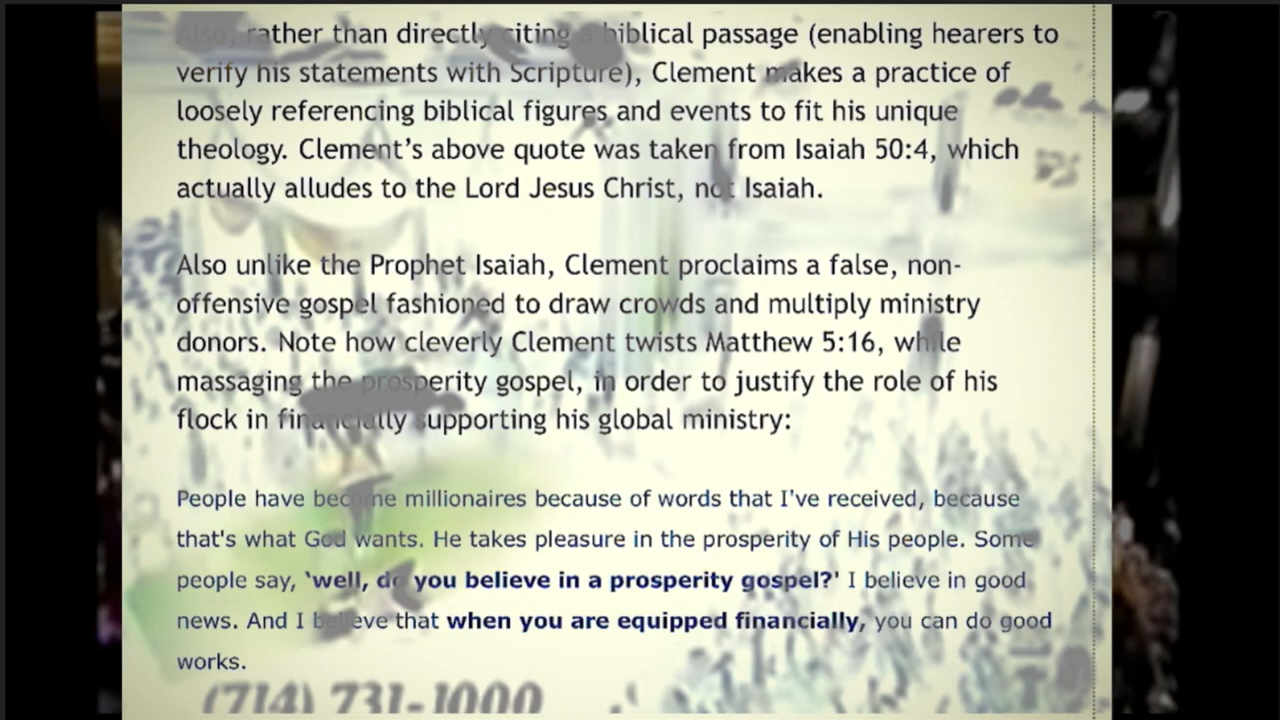 Also, rather than directly citing a biblical passage (enabling hearers to
verify his statements with Scripture), Clement makes a practice of
loosely referencing biblical figures and events to fit his unique
theology. Clement’s above quote was taken from Isaiah 50:4, which
actually alludes to the Lord Jesus Christ, not Isaiah.
Also unlike the Prophet Isaiah, Clement proclaims a false, non-
offensive gospel fashioned to draw crowds and multiply ministry
donors. Note how cleverly Clement twists Matthew 5:16, while
massaging the prosperity gospel, in order to justify the role of his
flock in financially supporting his global ministry:
People have become millionaires because of words that I've received, because
that's what God wants. He takes pleasure in the prosperity of His people. Some
people say, 'well, do you believe in a prosperity gospel?' I believe in good
news. And I believe that when you are equipped financially, you can do good
works.
(714) 731-1000